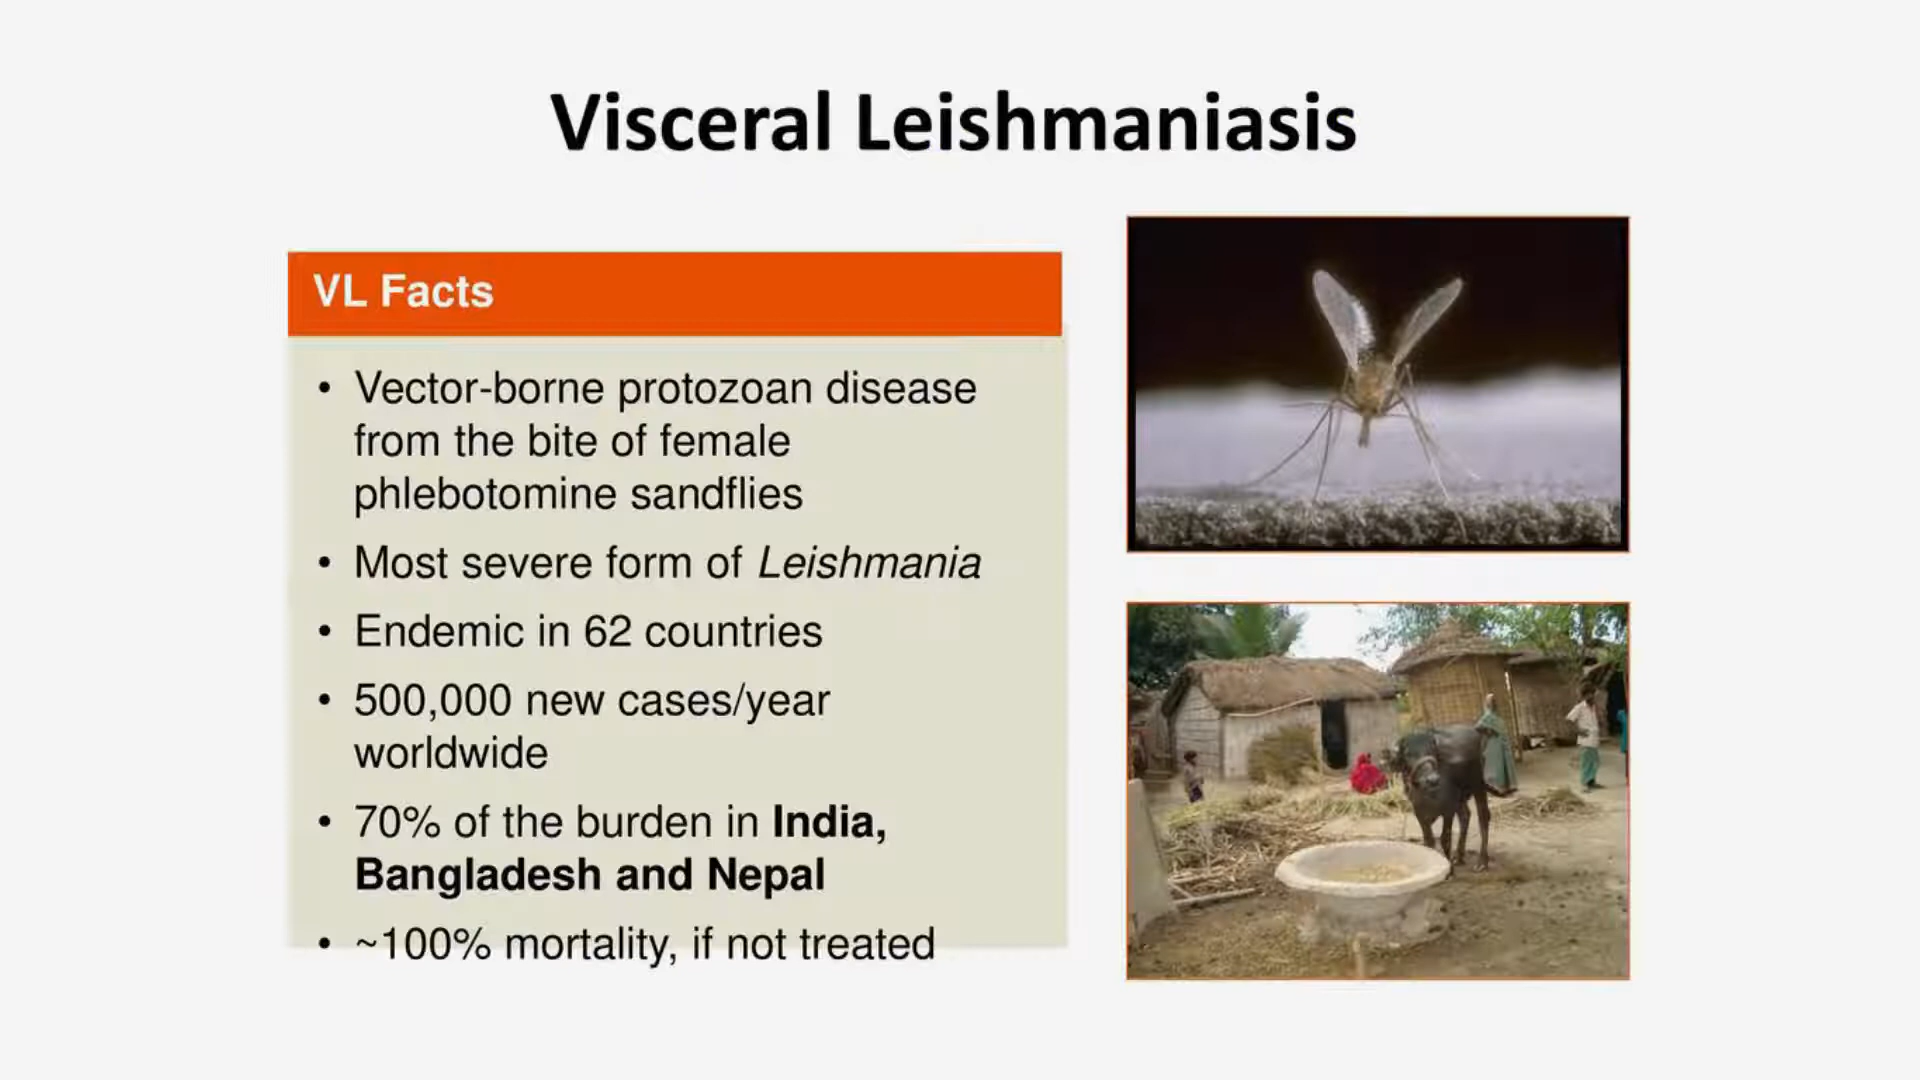 Visceral Leishmaniasis
VL Facts
• Vector-borne protozoan disease
from the bite of female
phlebotomine sandflies
• Most severe form of Leishmania
• Endemic in 62 countries
• 500,000 new cases/year
worldwide
• 70% of the burden in India,
Bangladesh and Nepal
• ~100% mortality, if not treated